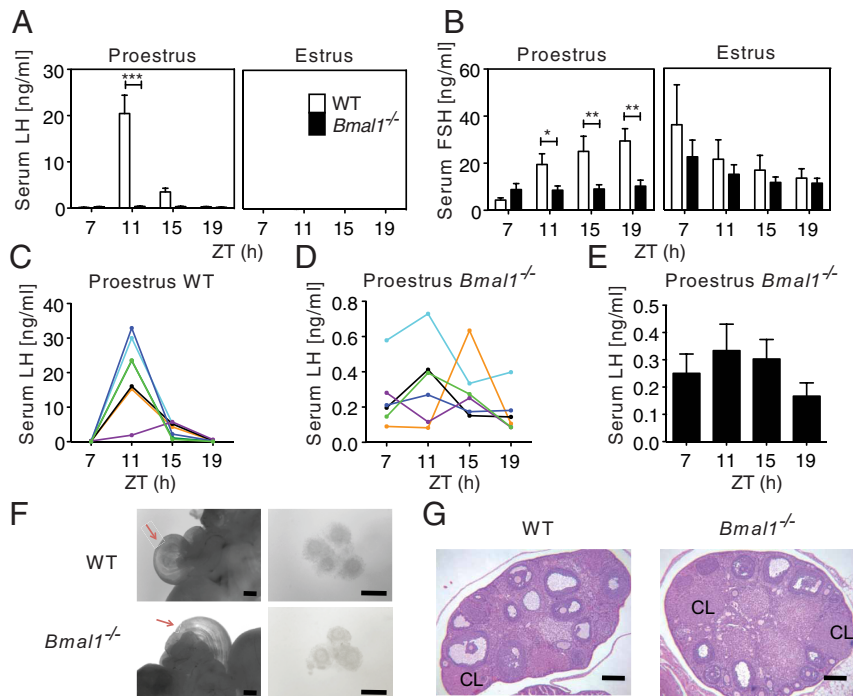 A
B
Proestrus
Estrus
Proestrus
Estrus
Serum LH [ng/ml]
30
20
10
0
***
WT
Bmal1-/-
7 11 15 19 7 11 15 19
ZT (h)
Serum FSH [ng/ml]
60
40
20
0
*
**
**
7 11 15 19 7 11 15 19
ZT (h)
C
Proestrus WT
Serum LH [ng/ml]
40
30
20
10
0
7 11 15 19
ZT (h)
D
Proestrus Bmal1-/-
Serum LH [ng/ml]
0.8
0.6
0.4
0.2
0.0
7 11 15 19
ZT (h)
E
Proestrus Bmal1-/-
Serum LH [ng/ml]
0.5
0.4
0.3
0.2
0.1
0.0
7 11 15 19
ZT (h)
F
WT
Bmal1-/-
G
WT
Bmal1-/-
CL
CL
CL